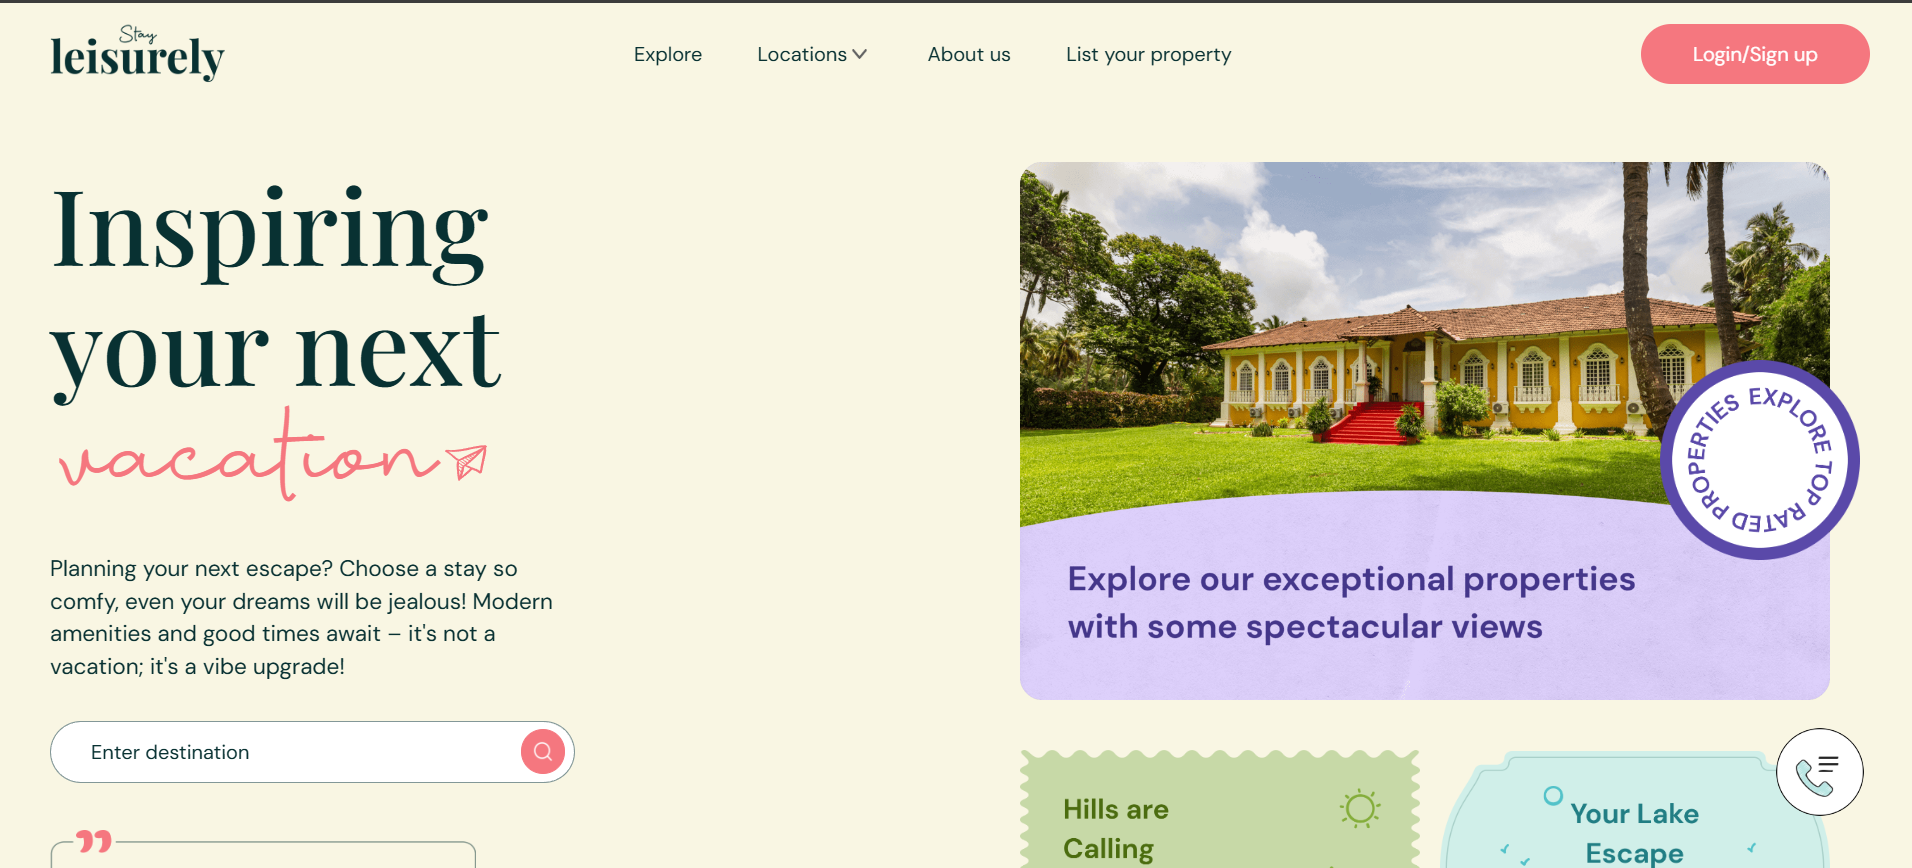 Stay
leisurely
Explore
Locations
About us
List your property
Login/Sign up
Inspiring
your next
vacation
Planning your next escape? Choose a stay so
comfy, even your dreams will be jealous! Modern
amenities and good times await – it's not a
vacation; it's a vibe upgrade!
Enter destination
”
EXPLORE TOP RATED PROPERTIES
Explore our exceptional properties
with some spectacular views
Hills are
Calling
Your Lake
Escape